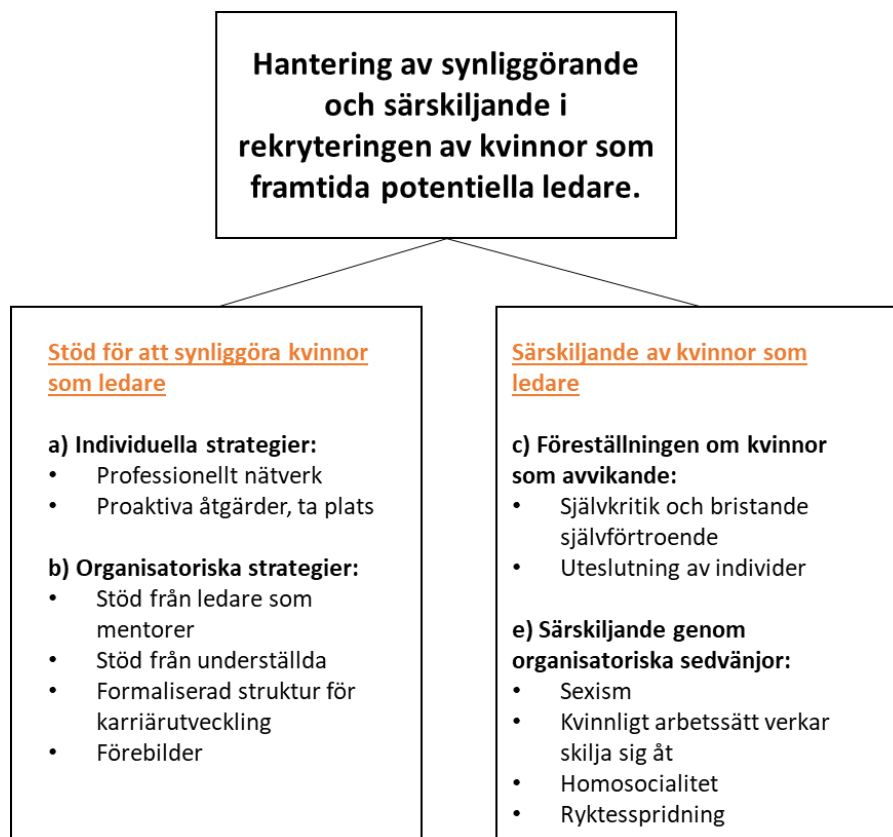 Hantering av synliggörande
och särskiljande i
rekryteringen av kvinnor som
framtida potentiella ledare.
Stöd för att synliggöra kvinnor
som ledare
a) Individuella strategier:
• Professionellt nätverk
• Proaktiva åtgärder, ta plats
b) Organisatoriska strategier:
• Stöd från ledare som
mentorer
• Stöd från underställda
• Formaliserad struktur för
karriärutveckling
• Förebilder
Särskiljande av kvinnor som
ledare
c) Föreställningen om kvinnor
som avvikande:
• Självkritik och bristande
självförtroende
• Uteslutning av individer
e) Särskiljande genom
organisatoriska sedvänjor:
• Sexism
• Kvinnligt arbetssätt verkar
skilja sig åt
• Homosocialitet
• Ryktesspridning